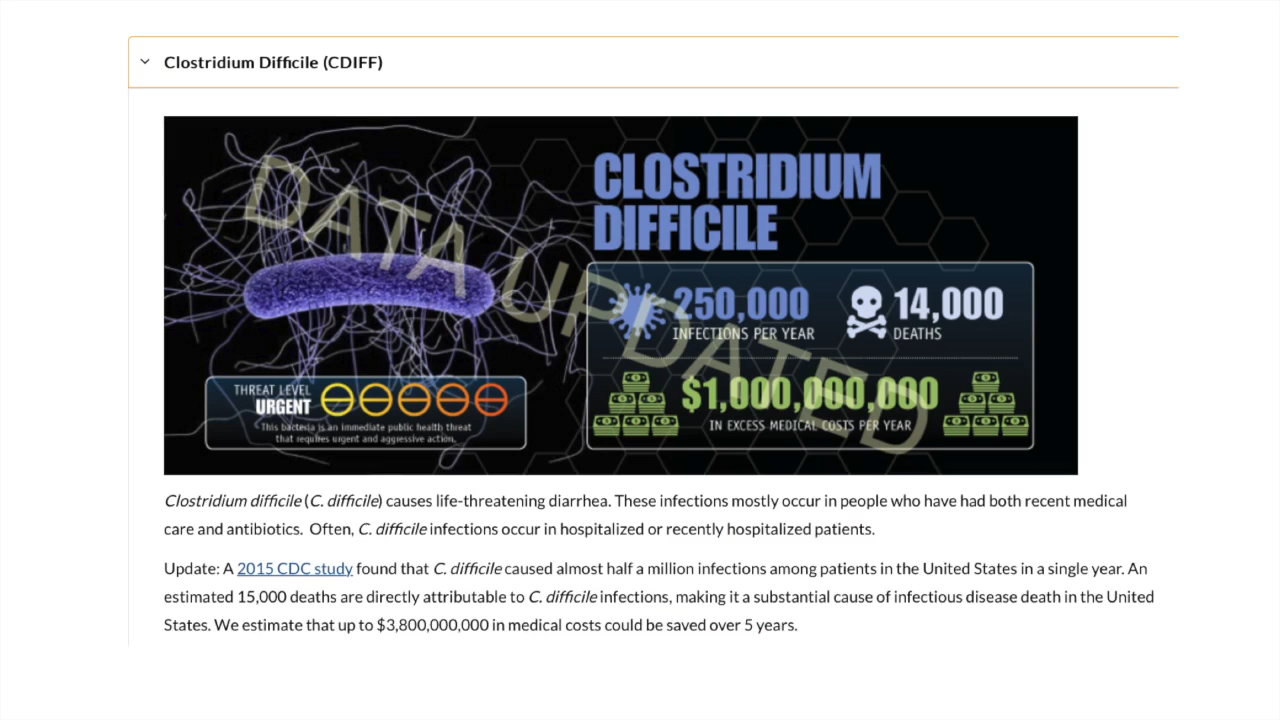 Clostridium Difficile (CDIFF)
DATA UPDATED
CLOSTRIDIUM
DIFFICILE
250,000
INFECTIONS PER YEAR
14,000
DEATHS
THREAT LEVEL
URGENT
This bacteria is an immediate public health threat
that requires urgent and aggressive action.
$1,000,000,000
IN EXCESS MEDICAL COSTS PER YEAR
Clostridium difficile (C. difficile) causes life-threatening diarrhea. These infections mostly occur in people who have had both recent medical
care and antibiotics. Often, C. difficile infections occur in hospitalized or recently hospitalized patients.
Update: A 2015 CDC study found that C. difficile caused almost half a million infections among patients in the United States in a single year. An
estimated 15,000 deaths are directly attributable to C. difficile infections, making it a substantial cause of infectious disease death in the United
States. We estimate that up to $3,800,000,000 in medical costs could be saved over 5 years.